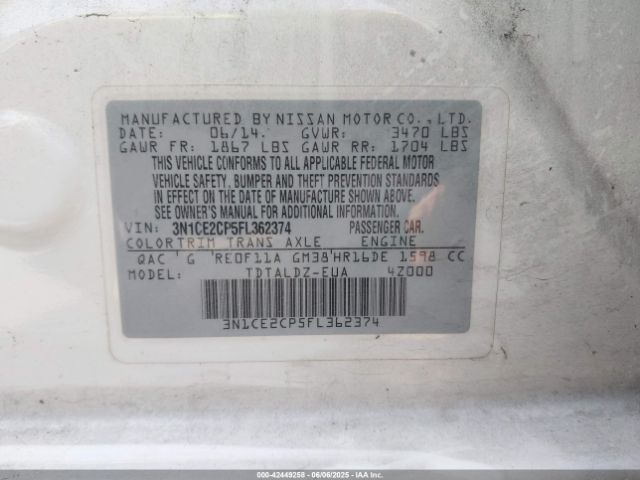 MANUFACTURED BY NISSAN MOTOR CO., LTD.
DATE: 06/14. GVWR: 3470 LBS
GAWR FR: 1867 LBS GAWR RR: 1704 LBS
THIS VEHICLE CONFORMS TO ALL APPLICABLE FEDERAL MOTOR
VEHICLE SAFETY, BUMPER AND THEFT PREVENTION STANDARDS
IN EFFECT ON THE DATE OF MANUFACTURE SHOWN ABOVE.
SEE OWNER'S MANUAL FOR ADDITIONAL INFORMATION.
VIN: 3N1CE2CP5FL362374 PASSENGER CAR.
COLOR TRIM TRANS AXLE ENGINE
QAC G RE0F11A GM38 HR16DE 1598 CC
MODEL: TDTALDZ-EUA 4Z000
3N1CE2CP5FL362374
000-42449258 - 06/06/2025 - IAA Inc.